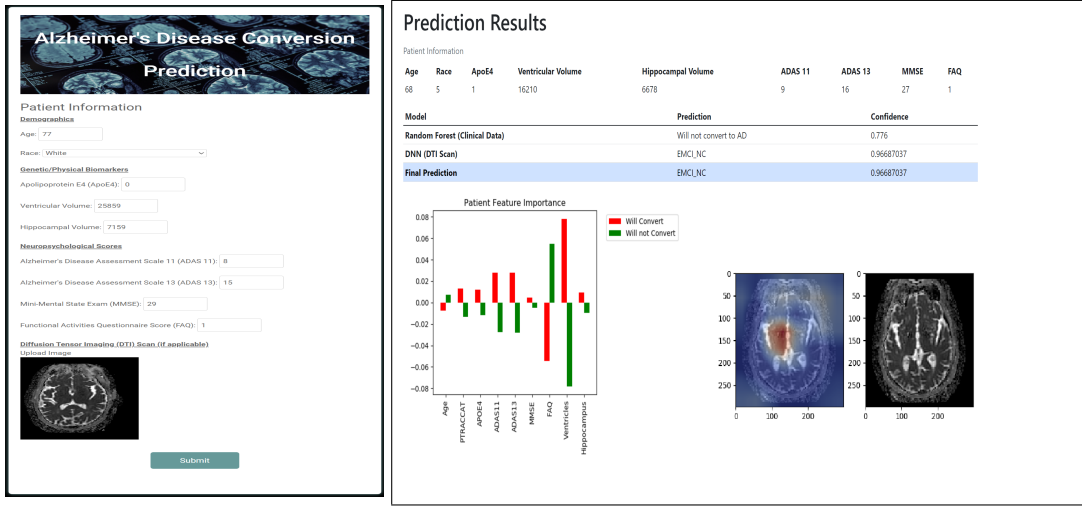 Alzheimer's Disease Conversion
Prediction
Patient Information
Demographics
Age: 77
Race: White
Genetic/Physical Biomarkers
Apolipoprotein E4 (ApoE4): 0
Ventricular Volume: 25859
Hippocampal Volume: 7159
Neuropsychological Scores
Alzheimer's Disease Assessment Scale 11 (ADAS 11): 8
Alzheimer's Disease Assessment Scale 13 (ADAS 13): 15
Mini-Mental State Exam (MMSE): 29
Functional Activities Questionnaire Score (FAQ): 1
Diffusion Tensor Imaging (DTI) Scan (if applicable)
Upload Image
Submit
Prediction Results
Patient Information
Age Race ApoE4 Ventricular Volume Hippocampal Volume ADAS 11 ADAS 13 MMSE FAQ
68 5 1 16210 6678 9 16 27 1
Model Prediction Confidence
Random Forest (Clinical Data) Will not convert to AD 0.776
DNN (DTI Scan) EMCI_NC 0.96687037
Final Prediction EMCI_NC 0.96687037
Patient Feature Importance
Will Convert
Will not Convert
0.08
0.06
0.04
0.02
0.00
−0.02
−0.04
−0.06
−0.08
Age
PTRACCAT
APOE4
ADAS11
ADAS13
MMSE
FAQ
Ventricles
Hippocampus
0
50
100
150
200
250
0 100 200
0
50
100
150
200
250
0 100 200